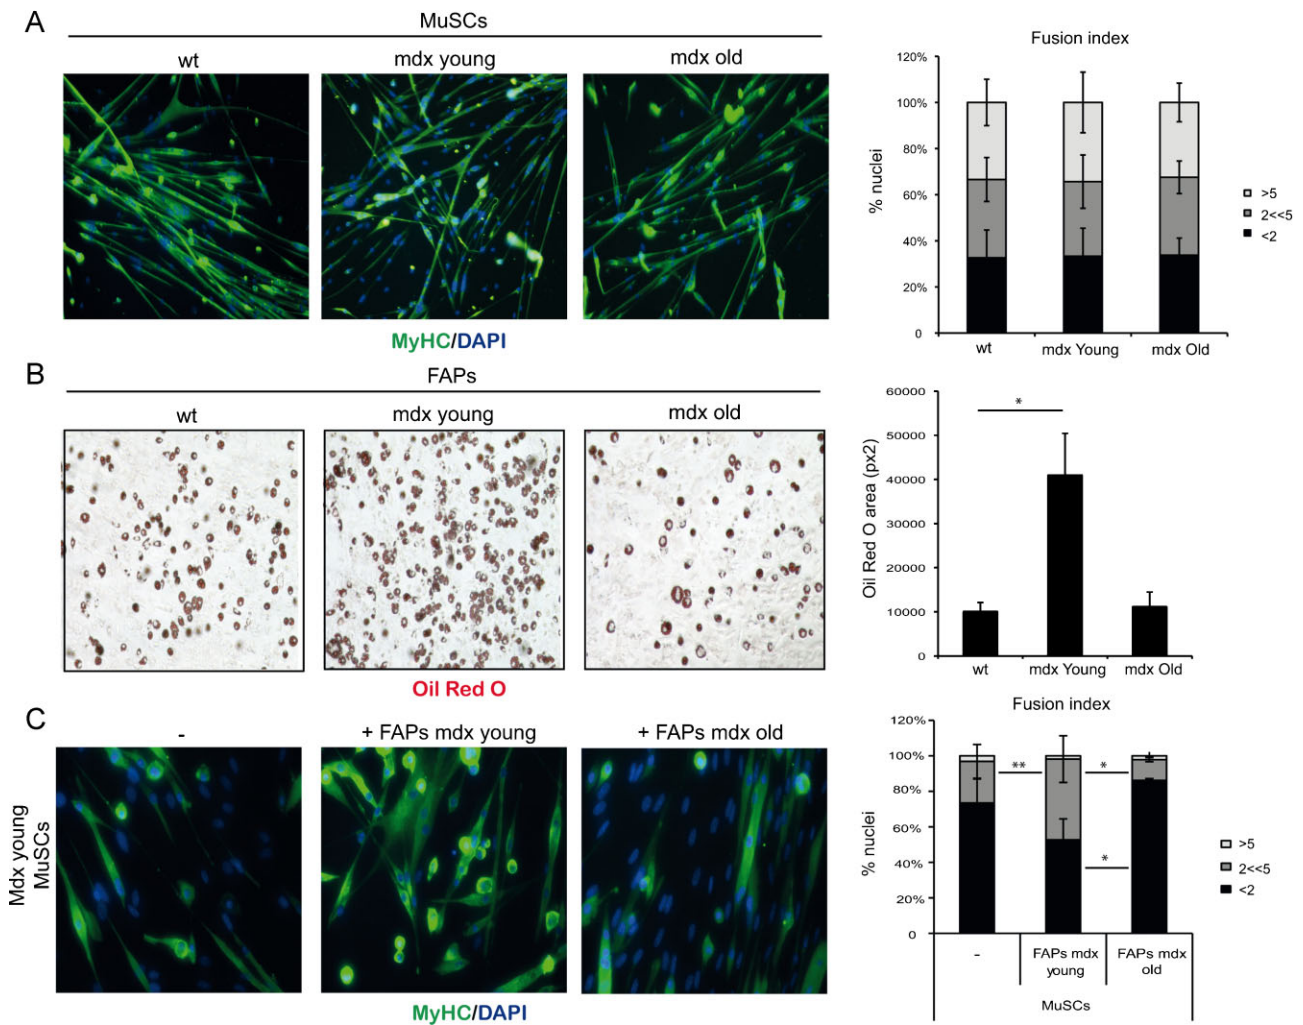 A
MuSCs
wt
mdx young
mdx old
MyHC/DAPI
Fusion index
120%
100%
80%
60%
40%
20%
0
% nuclei
wt
mdx Young
mdx Old
>5
2<<5
<2
B
FAPs
wt
mdx young
mdx old
Oil Red O
60000
50000
40000
30000
20000
10000
0
Oil Red O area (px2)
*
wt
mdx Young
mdx Old
C
-
+ FAPs mdx young
+ FAPs mdx old
Mdx young
MuSCs
MyHC/DAPI
Fusion index
120%
100%
80%
60%
40%
20%
0
% nuclei
**
*
*
>5
2<<5
<2
-
FAPs mdx
young
FAPs mdx
old
MuSCs